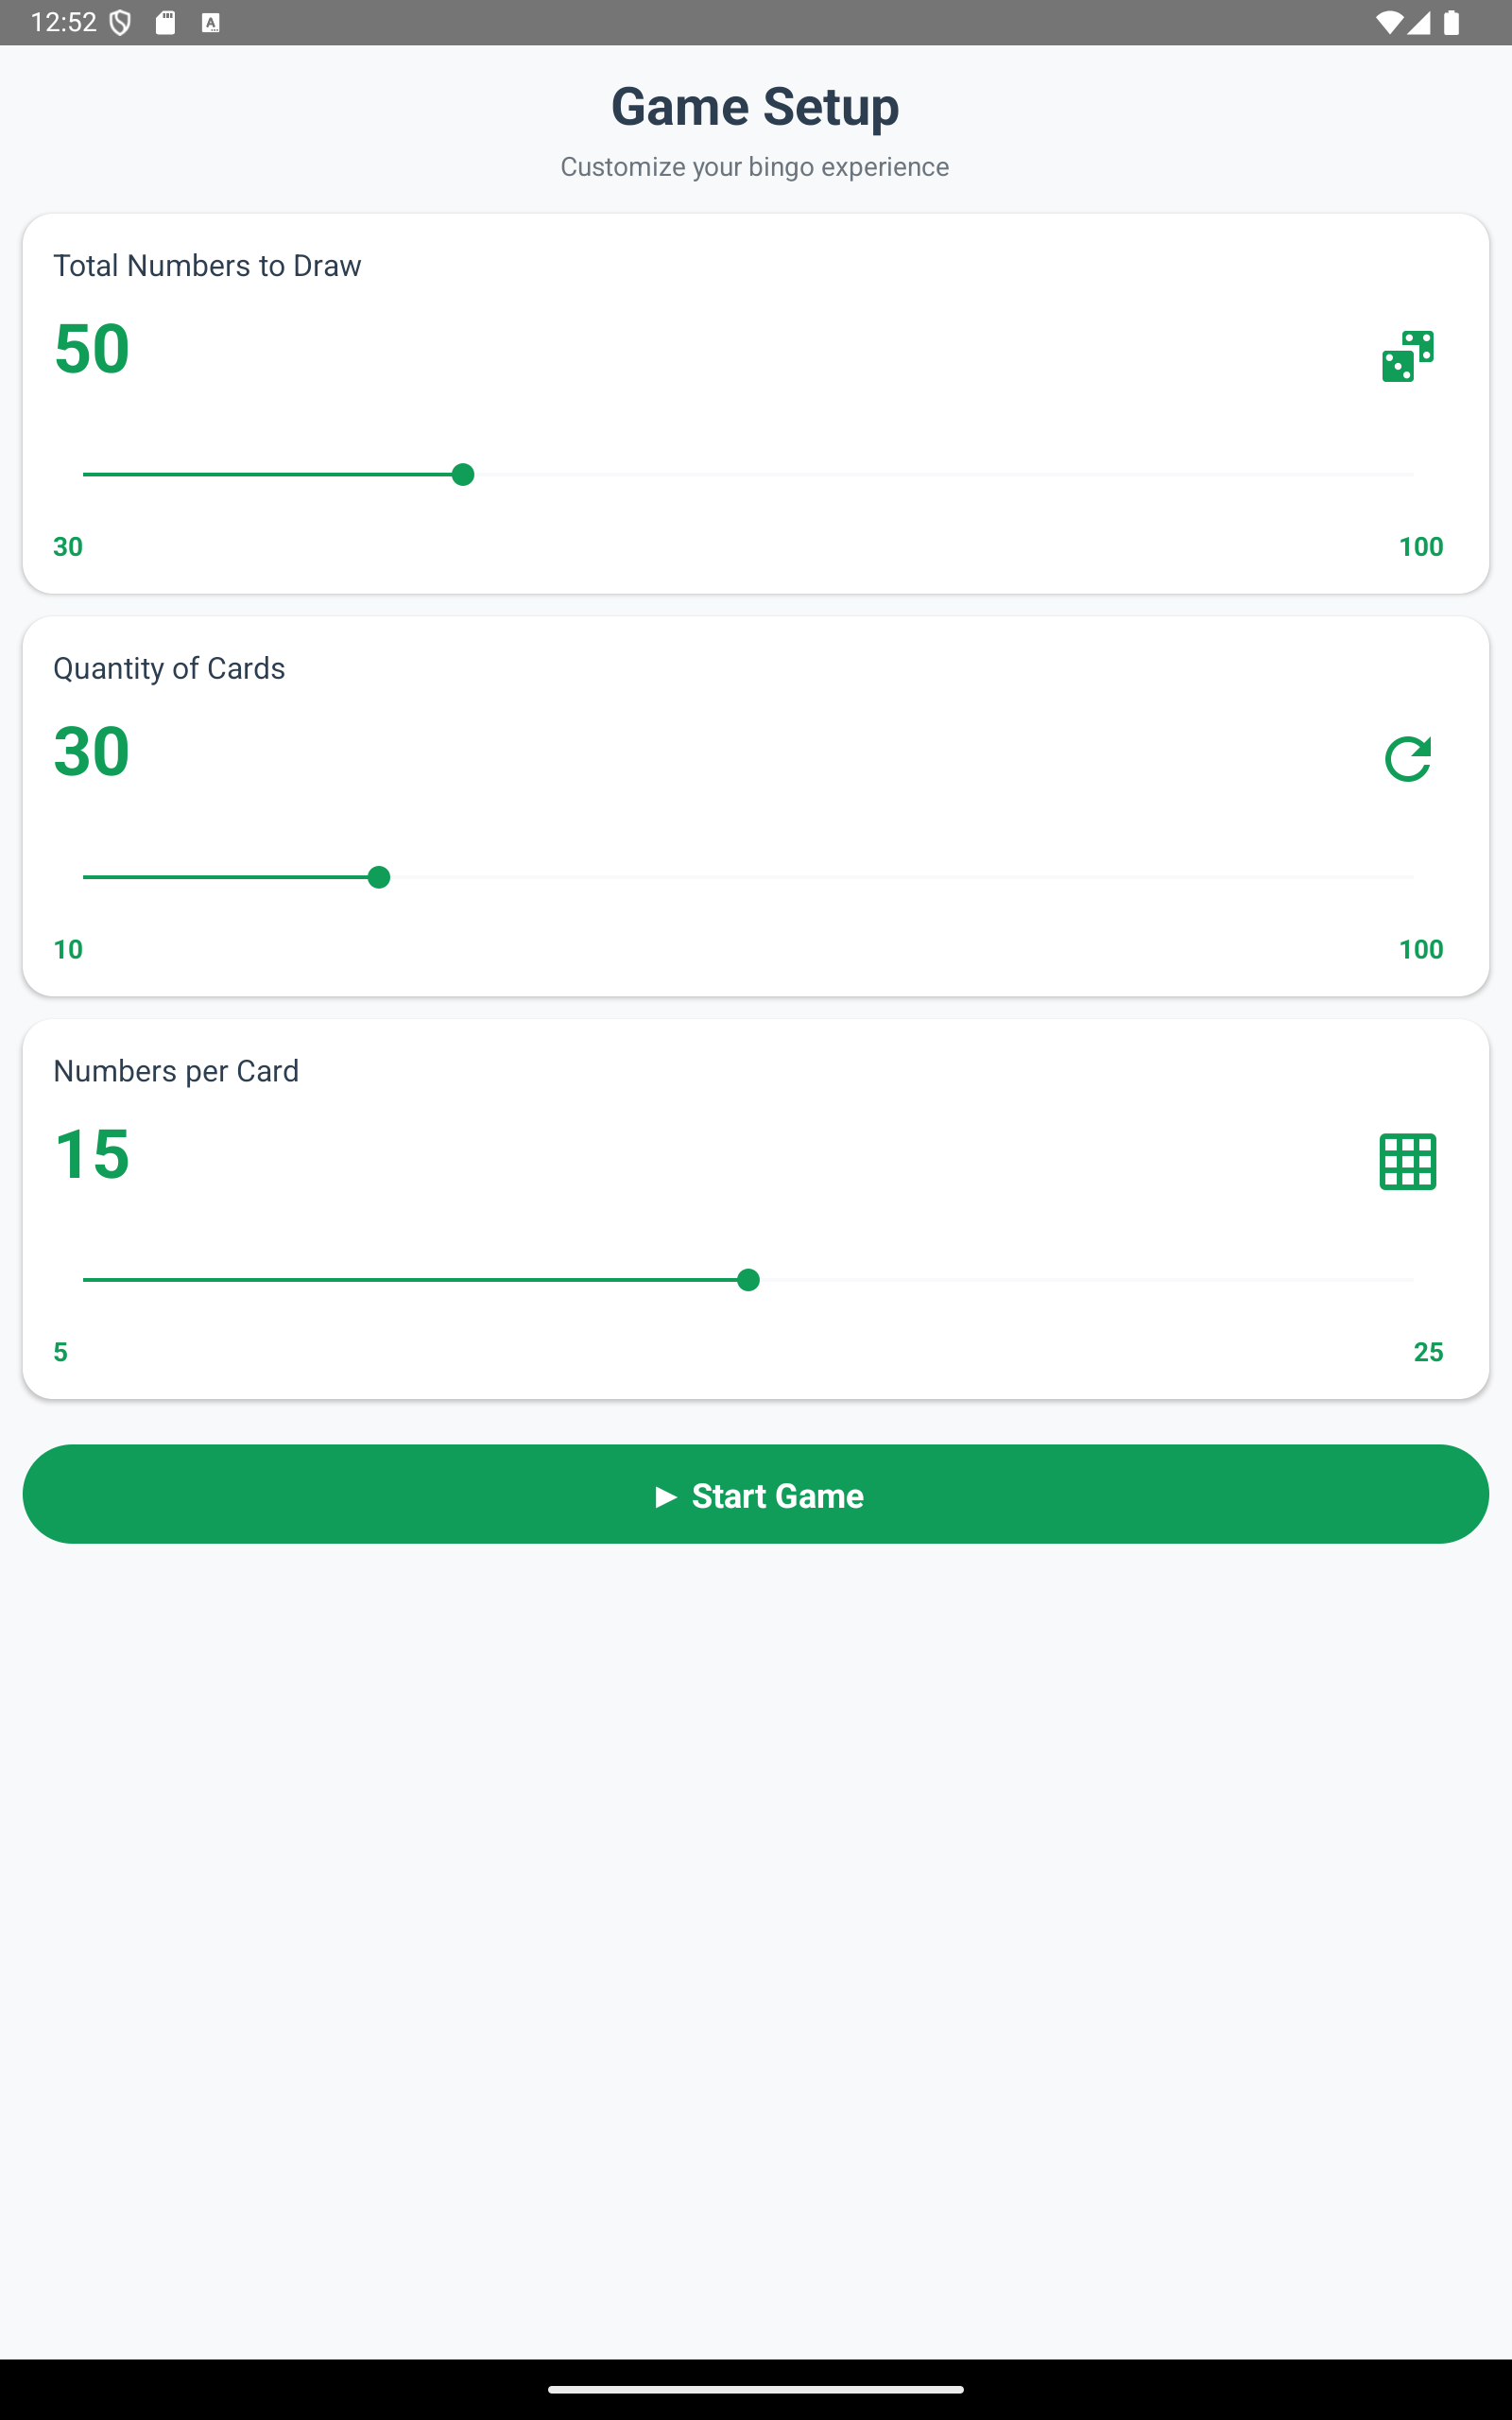 12:52
Game Setup
Customize your bingo experience
Total Numbers to Draw
50
30 100
Quantity of Cards
30
10 100
Numbers per Card
15
5 25
Start Game